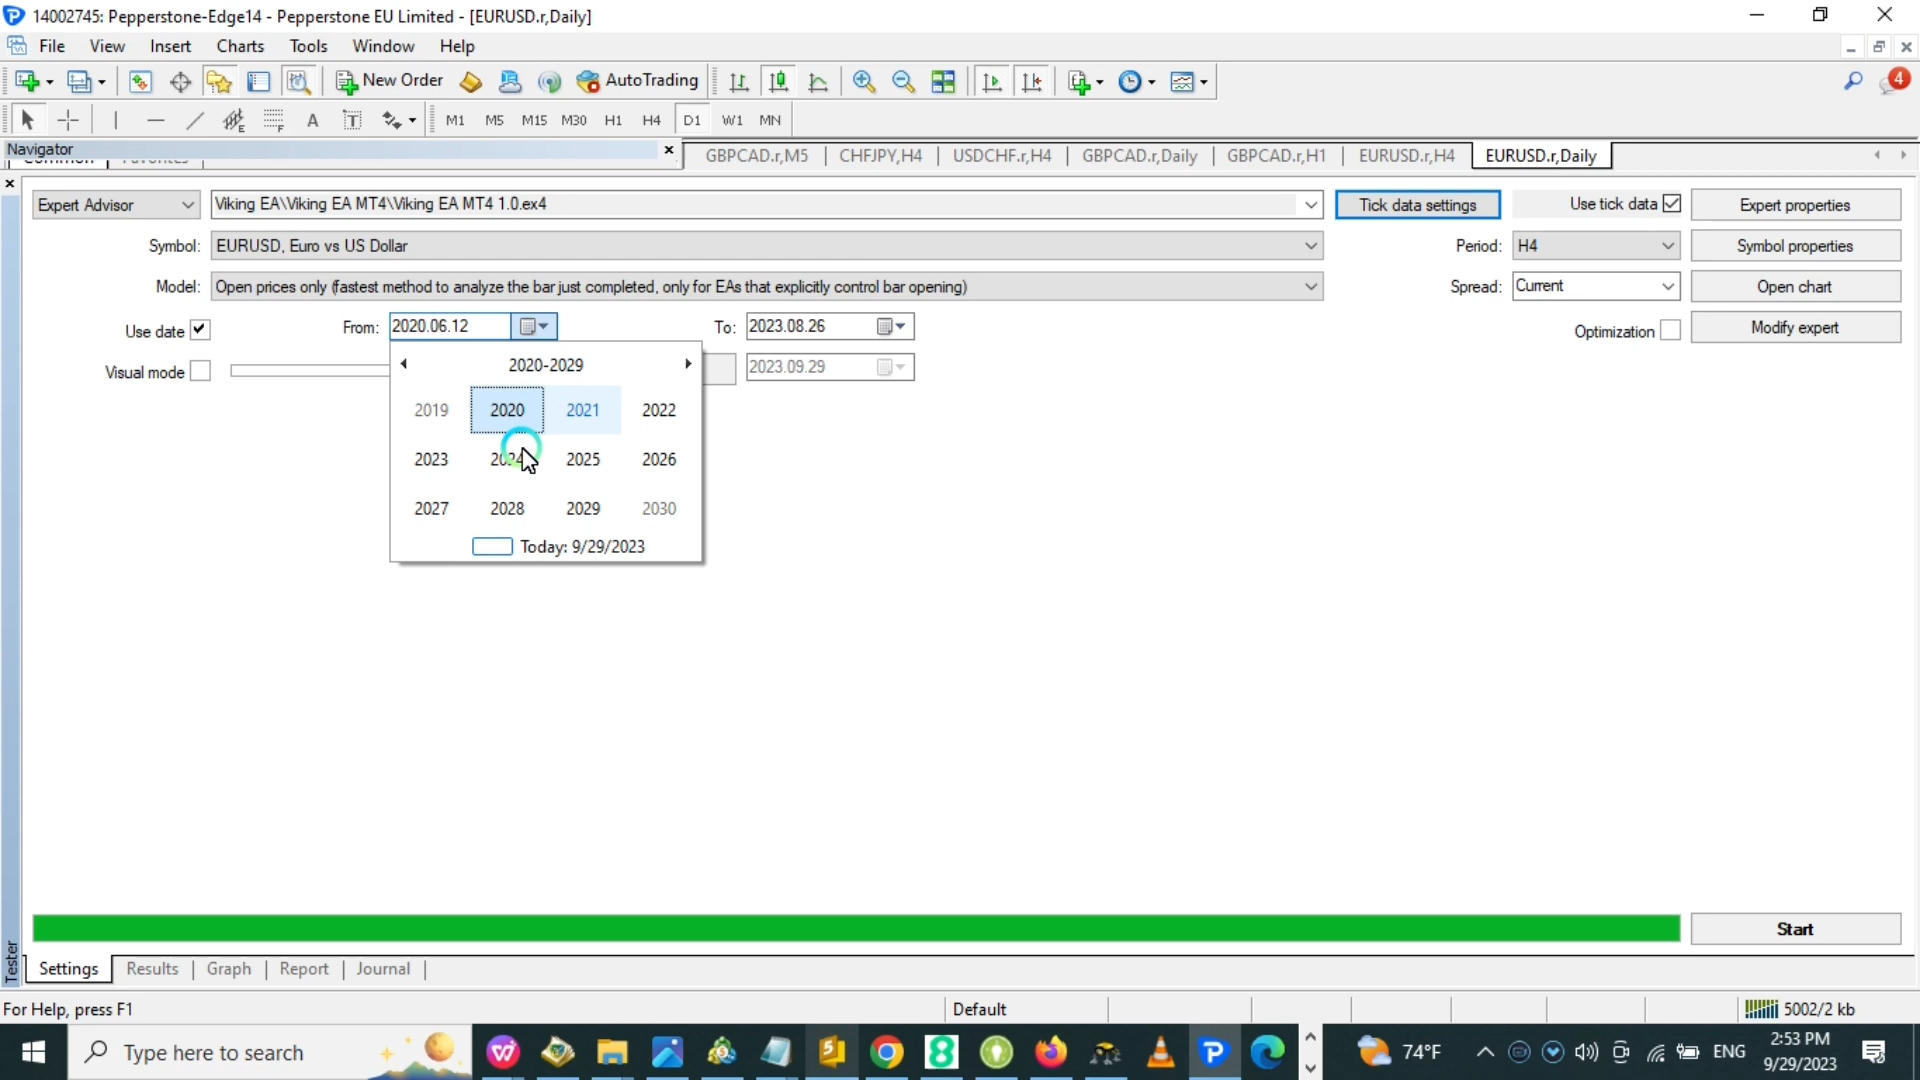 14002745: Pepperstone-Edge14 - Pepperstone EU Limited - [EURUSD.r,Daily]
File View Insert Charts Tools Window Help
New Order AutoTrading 4
E F A T M1 M5 M15 M30 H1 H4 D1 W1 MN
Navigator
Common Favorites
GBPCAD.r,M5 CHFJPY,H4 USDCHF.r,H4 GBPCAD.r,Daily GBPCAD.r,H1 EURUSD.r,H4 EURUSD.r,Daily
Expert Advisor Viking EA\Viking EA MT4\Viking EA MT4 1.0.ex4 Tick data settings Use tick data Expert properties
Symbol: EURUSD, Euro vs US Dollar Period: H4 Symbol properties
Model: Open prices only (fastest method to analyze the bar just completed, only for EAs that explicitly control bar opening) Spread: Current Open chart
Use date From: 2020.06.12 To: 2023.08.26 Optimization Modify expert
Visual mode 2023.09.29
2020-2029
2019 2020 2021 2022
2023 2024 2025 2026
2027 2028 2029 2030
Today: 9/29/2023
Start
Tester
Settings Results Graph Report Journal
For Help, press F1 Default 5002/2 kb
Type here to search 74°F ENG 2:53 PM
9/29/2023